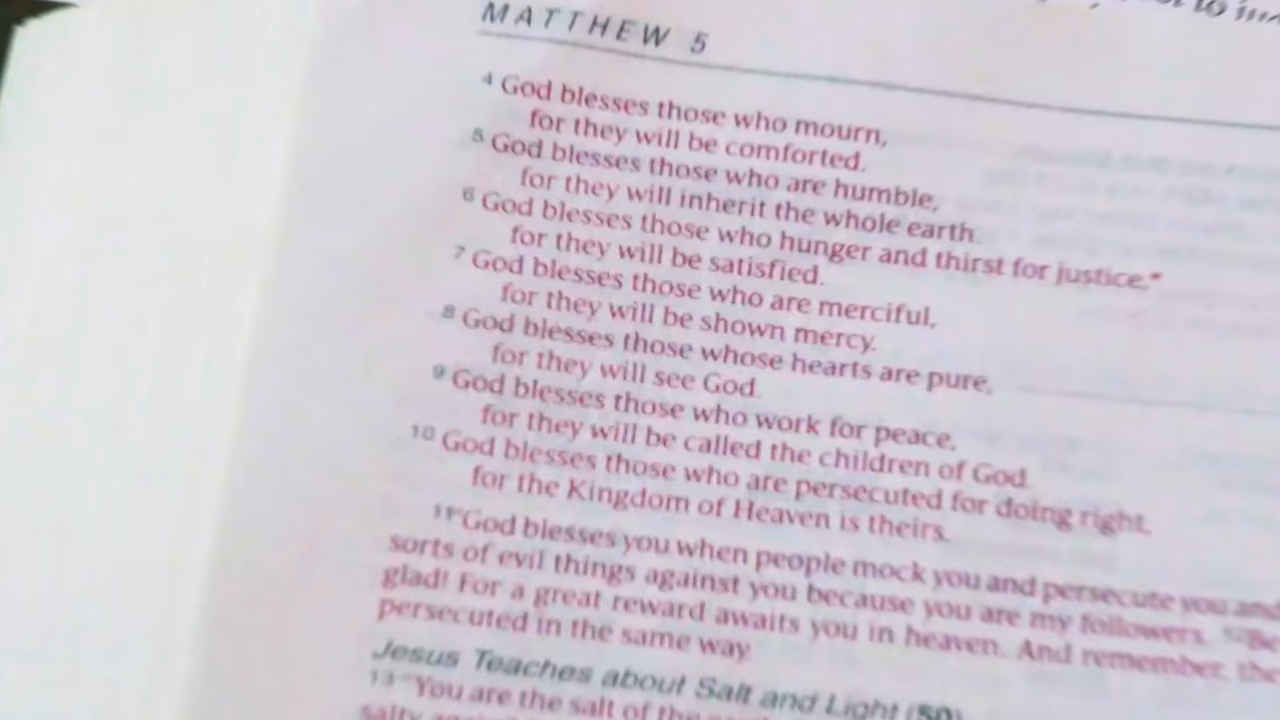 to
MATTHEW 5
4 God blesses those who mourn,
for they will be comforted.
5 God blesses those who are humble,
for they will inherit the whole earth.
6 God blesses those who hunger and thirst for justice,*
for they will be satisfied.
7 God blesses those who are merciful,
for they will be shown mercy.
8 God blesses those whose hearts are pure,
for they will see God.
9 God blesses those who work for peace,
for they will be called the children of God.
10 God blesses those who are persecuted for doing right,
for the Kingdom of Heaven is theirs.
11 “God blesses you when people mock you and persecute you and
sorts of evil things against you because you are my followers. 12 Be
glad! For a great reward awaits you in heaven. And remember, the
persecuted in the same way.
Jesus Teaches about Salt and Light (50)
13 “You are the salt of the
salty